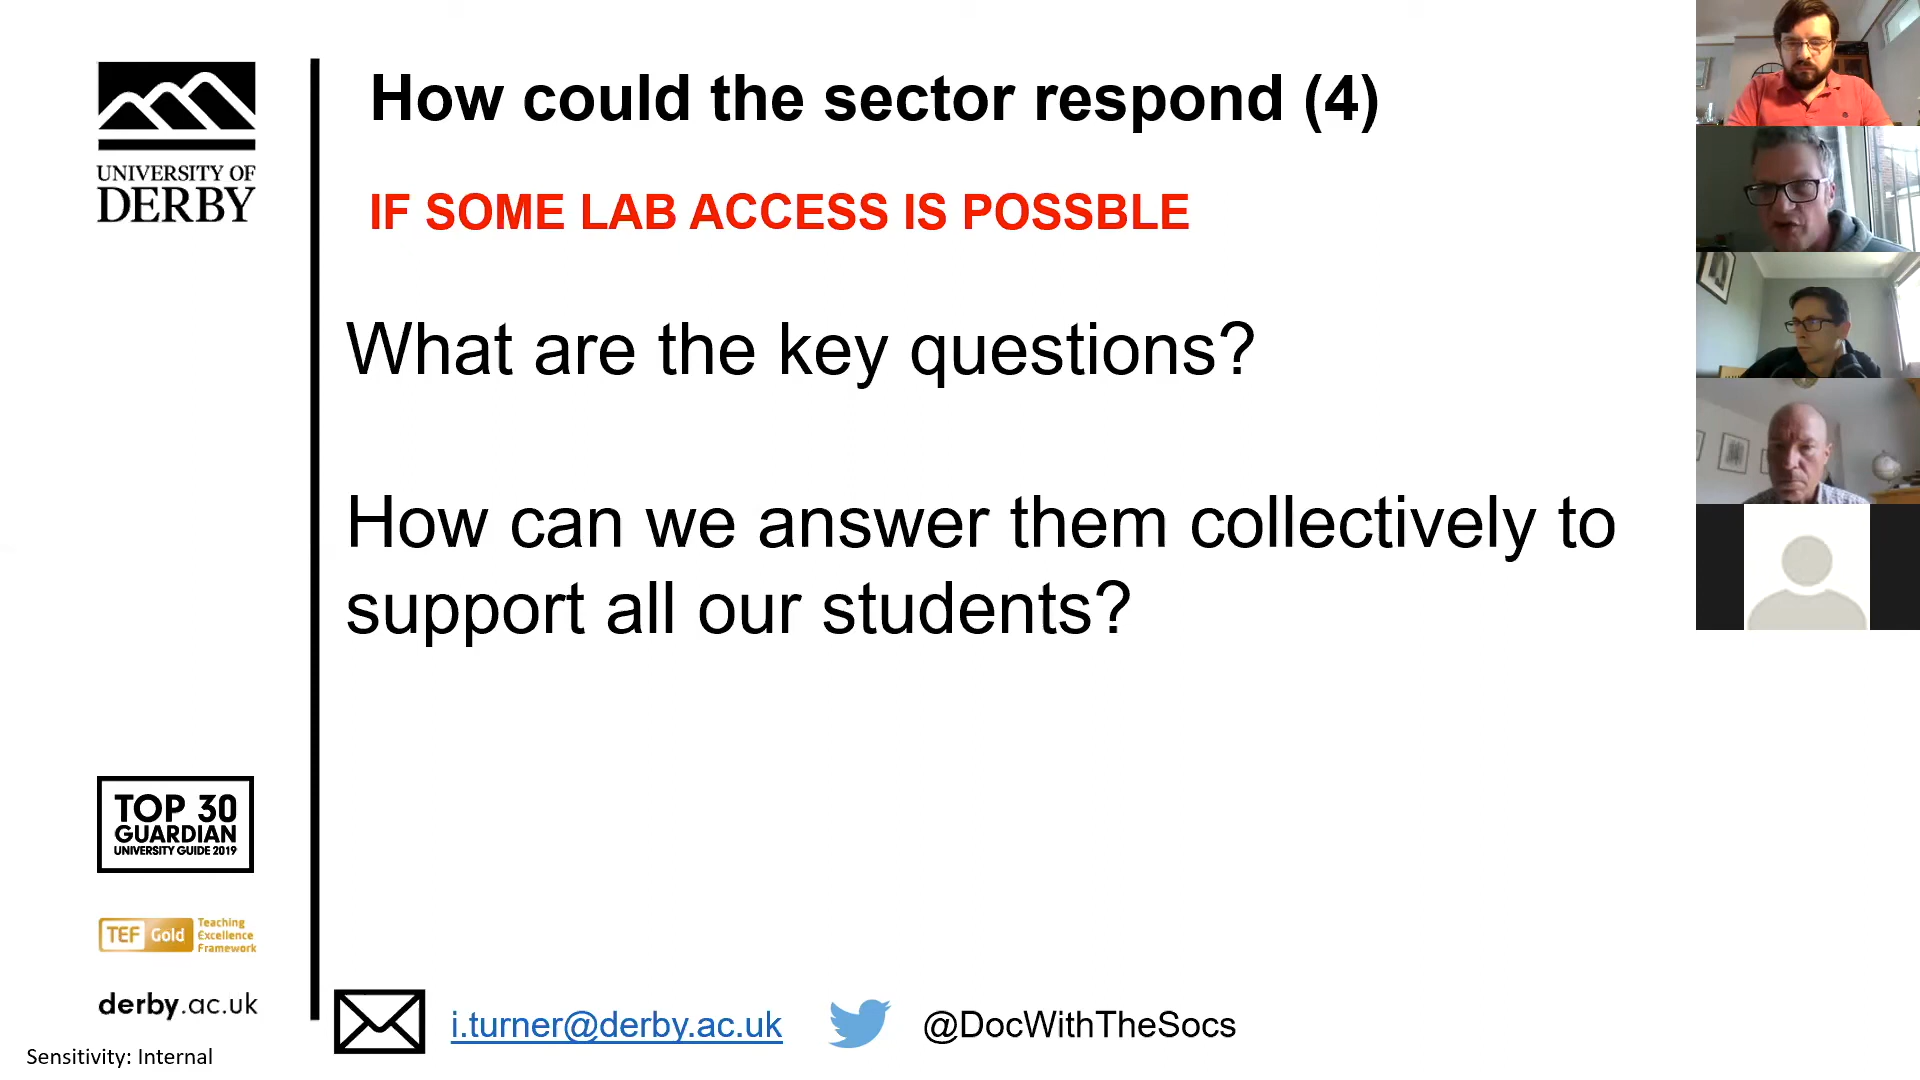 How could the sector respond (4)
IF SOME LAB ACCESS IS POSSBLE
What are the key questions?
How can we answer them collectively to
support all our students?
UNIVERSITY OF
DERBY
TOP 30
GUARDIAN
UNIVERSITY GUIDE 2019
TEF Gold
Teaching
Excellence
Framework
derby.ac.uk
i.turner@derby.ac.uk
@DocWithTheSocs
Sensitivity: Internal